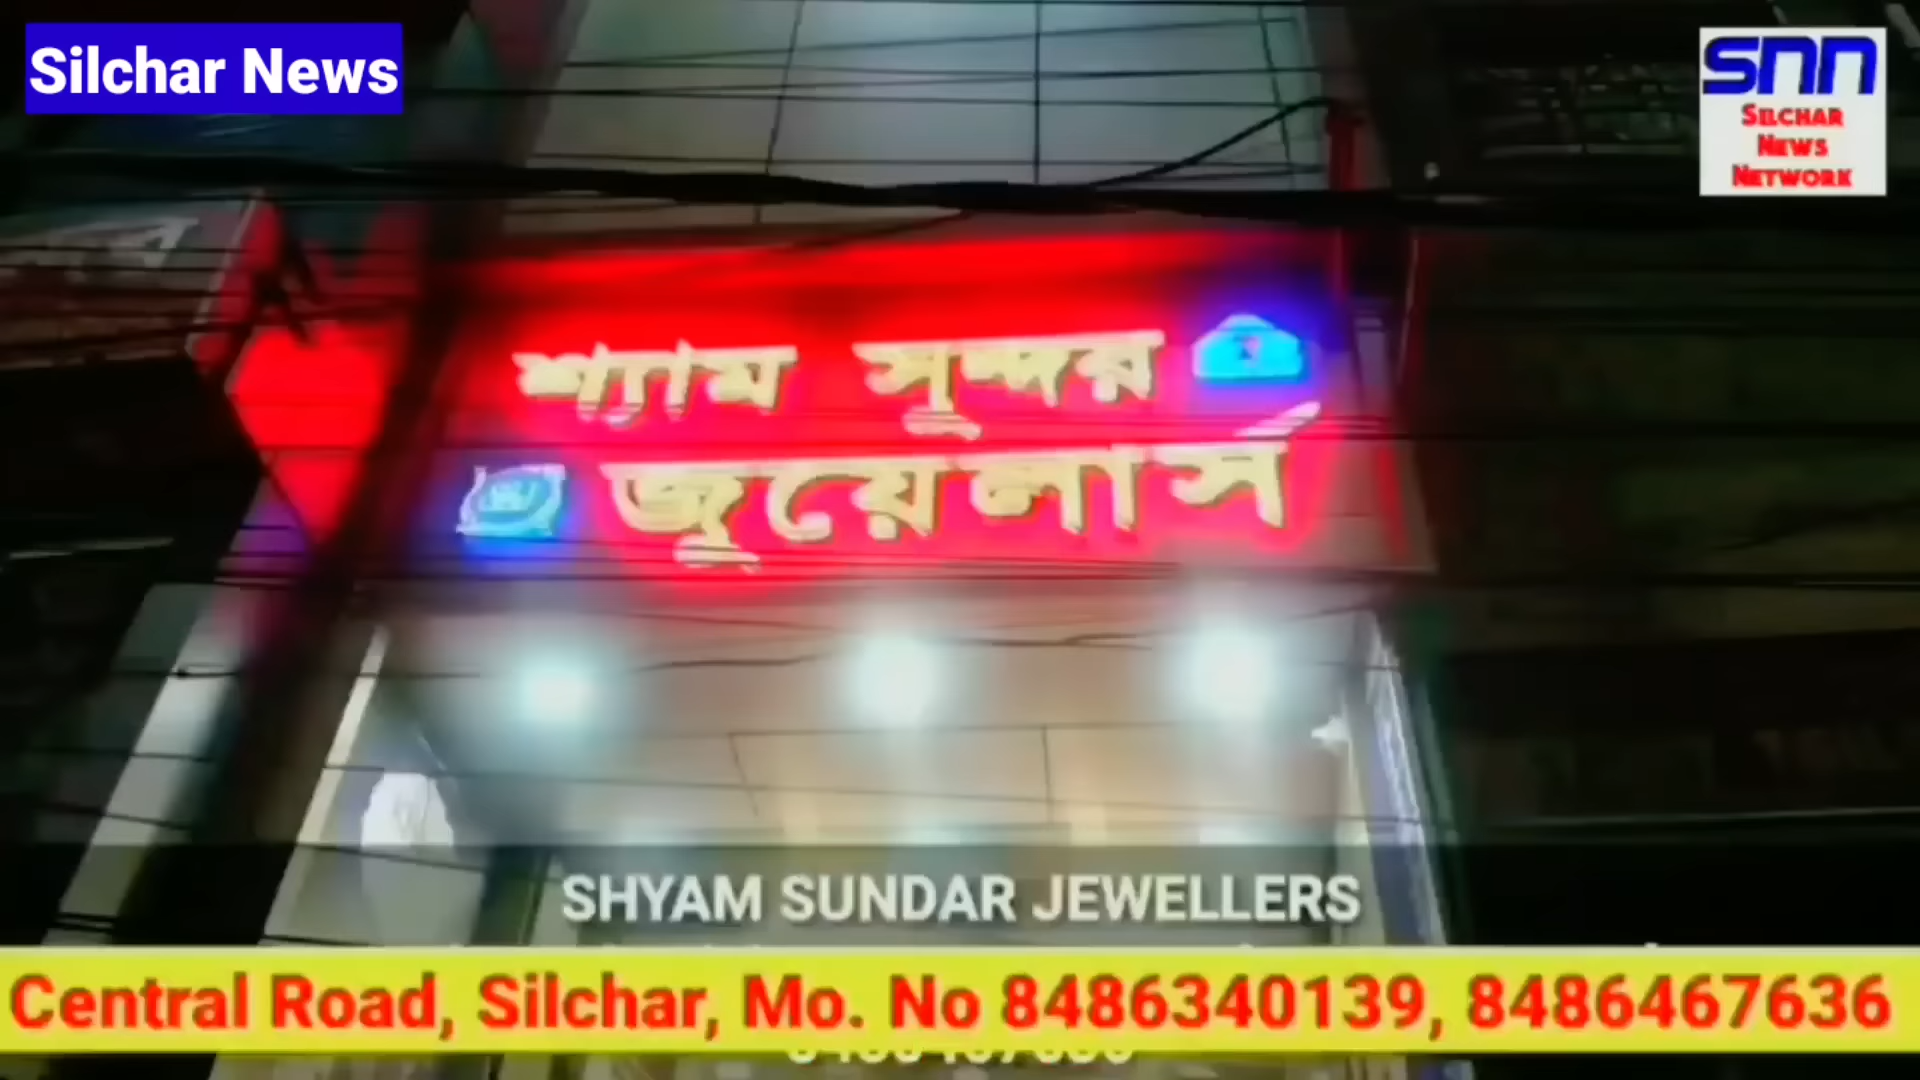 Silchar News
snn
SILCHAR
NEWS
NETWORK
শ্যাম সুন্দর
জুয়েলার্স
SHYAM SUNDAR JEWELLERS
Central Road, Silchar, Mo. No 8486340139, 8486467636